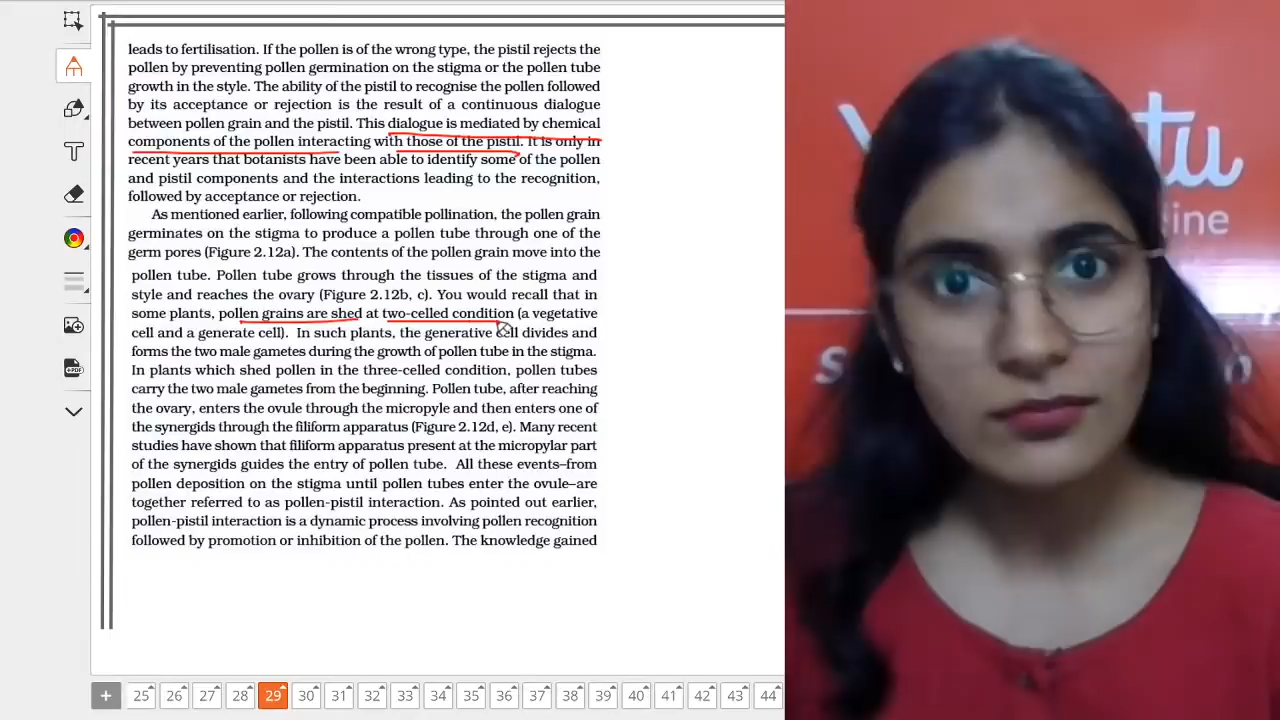 leads to fertilisation. If the pollen is of the wrong type, the pistil rejects the
pollen by preventing pollen germination on the stigma or the pollen tube
growth in the style. The ability of the pistil to recognise the pollen followed
by its acceptance or rejection is the result of a continuous dialogue
between pollen grain and the pistil. This dialogue is mediated by chemical
components of the pollen interacting with those of the pistil. It is only in
recent years that botanists have been able to identify some of the pollen
and pistil components and the interactions leading to the recognition,
followed by acceptance or rejection.
As mentioned earlier, following compatible pollination, the pollen grain
germinates on the stigma to produce a pollen tube through one of the
germ pores (Figure 2.12a). The contents of the pollen grain move into the
pollen tube. Pollen tube grows through the tissues of the stigma and
style and reaches the ovary (Figure 2.12b, c). You would recall that in
some plants, pollen grains are shed at two-celled condition (a vegetative
cell and a generate cell). In such plants, the generative cell divides and
forms the two male gametes during the growth of pollen tube in the stigma.
In plants which shed pollen in the three-celled condition, pollen tubes
carry the two male gametes from the beginning. Pollen tube, after reaching
the ovary, enters the ovule through the micropyle and then enters one of
the synergids through the filiform apparatus (Figure 2.12d, e). Many recent
studies have shown that filiform apparatus present at the micropylar part
of the synergids guides the entry of pollen tube. All these events–from
pollen deposition on the stigma until pollen tubes enter the ovule–are
together referred to as pollen-pistil interaction. As pointed out earlier,
pollen-pistil interaction is a dynamic process involving pollen recognition
followed by promotion or inhibition of the pollen. The knowledge gained
T
PDF
+ 25 26 27 28 29 30 31 32 33 34 35 36 37 38 39 40 41 42 43 44